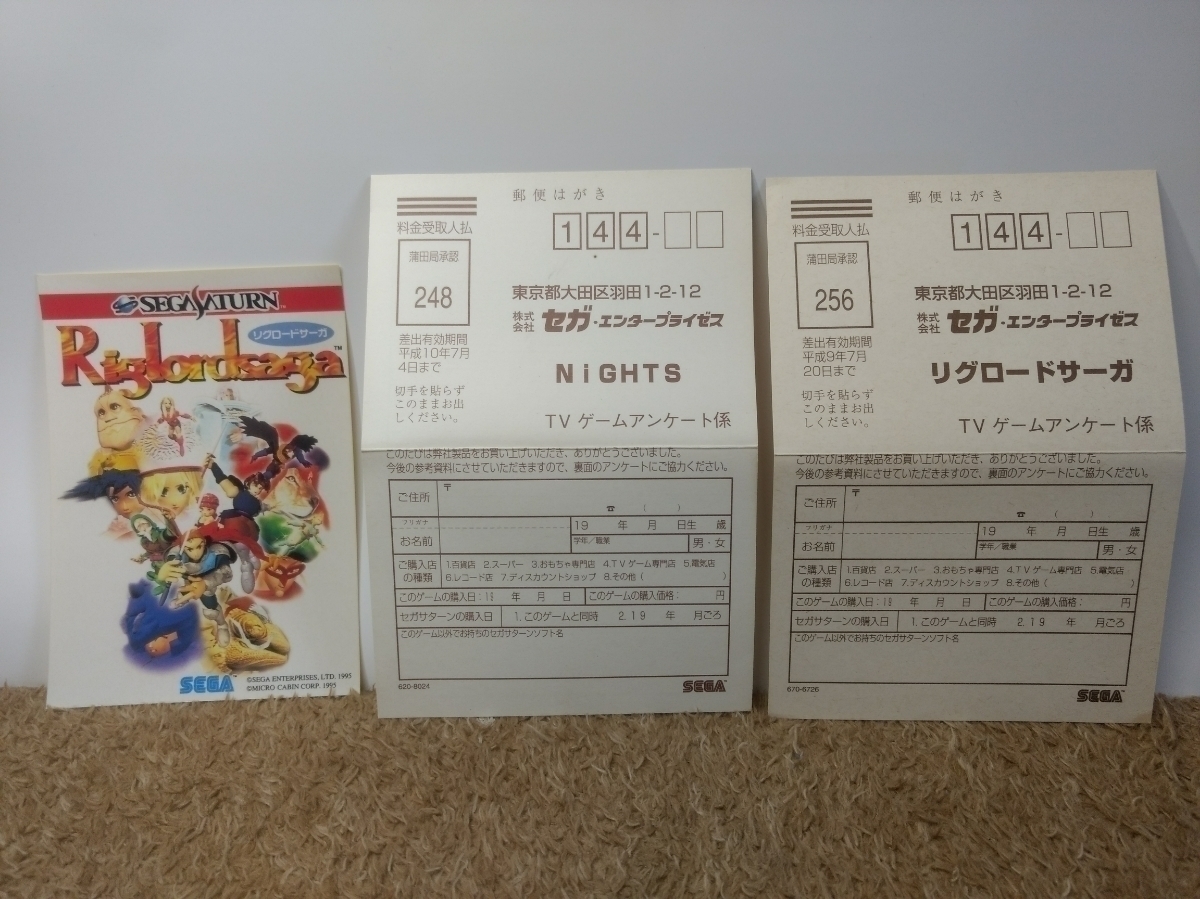 SEGA SATURN™
Riglordsaga™
リグロードサーガ
SEGA
©SEGA ENTERPRISES, LTD. 1995
©MICRO CABIN CORP. 1995
郵便はがき
料金受取人払
144-
蒲田局承認
248
東京都大田区羽田1-2-12
株式会社 セガ・エンタープライゼス
差出有効期間
平成10年7月
4日まで
NiGHTS
切手を貼らず
このままお出
しください。
TV ゲームアンケート係
このたびは弊社製品をお買い上げいただき、ありがとうございました。
今後の参考資料にさせていただきますので、裏面のアンケートにご協力ください。
ご住所 〒
☎ ( )
フリガナ
お名前
19 年 月 日生 歳
学年/職業
男・女
ご購入店の種類
1.百貨店 2.スーパー 3.おもちゃ専門店 4.TVゲーム専門店 5.電気店
6.レコード店 7.ディスカウントショップ 8.その他( )
このゲームの購入日:19 年 月 日 このゲームの購入価格: 円
セガサターンの購入日 1.このゲームと同時 2.19 年 月ごろ
このゲーム以外でお持ちのセガサターンソフト名
620-8024
SEGA™
郵便はがき
料金受取人払
144-
蒲田局承認
256
東京都大田区羽田1-2-12
株式会社 セガ・エンタープライゼス
差出有効期間
平成9年7月
20日まで
リグロードサーガ
切手を貼らず
このままお出
しください。
TV ゲームアンケート係
このたびは弊社製品をお買い上げいただき、ありがとうございました。
今後の参考資料にさせていただきますので、裏面のアンケートにご協力ください。
ご住所 〒
☎ ( )
フリガナ
お名前
19 年 月 日生 歳
学年/職業
男・女
ご購入店の種類
1.百貨店 2.スーパー 3.おもちゃ専門店 4.TVゲーム専門店 5.電気店
6.レコード店 7.ディスカウントショップ 8.その他( )
このゲームの購入日:19 年 月 日 このゲームの購入価格: 円
セガサターンの購入日 1.このゲームと同時 2.19 年 月ごろ
このゲーム以外でお持ちのセガサターンソフト名
670-6726
SEGA™